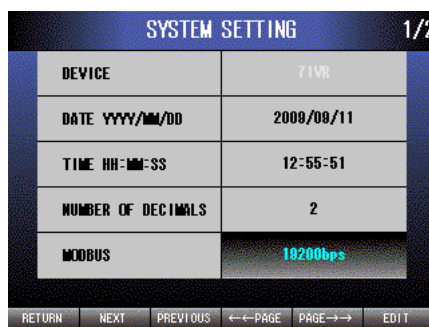 SYSTEM SETTING 1/2
DEVICE 71VR
DATE YYYY/MM/DD 2009/09/11
TIME HH:MM:SS 12:55:51
NUMBER OF DECIMALS 2
MODBUS 19200bps
RETURN NEXT PREVIOUS ←←PAGE PAGE→→ EDIT